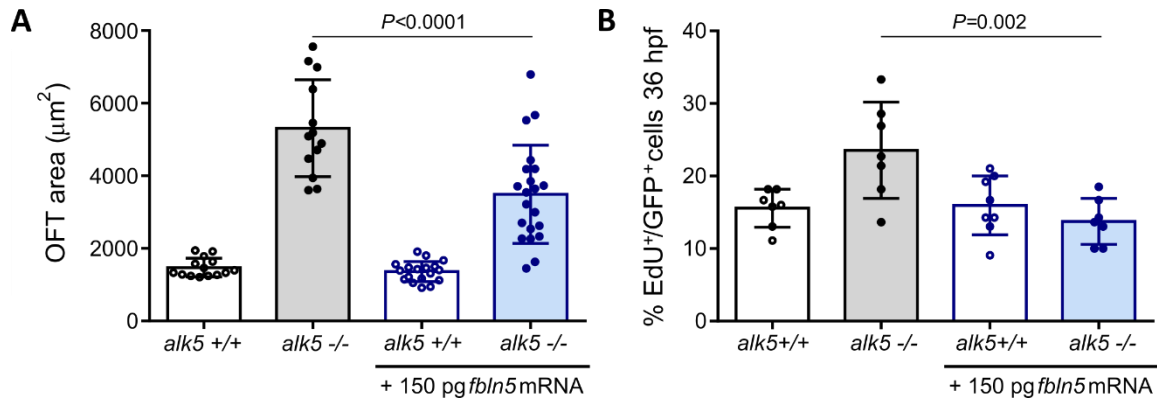 A
OFT area (μm²)
8000
6000
4000
2000
0
P<0.0001
alk5 +/+
alk5 -/-
alk5 +/+
alk5 -/-
+ 150 pg fbln5 mRNA
B
% EdU⁺/GFP⁺ cells 36 hpf
40
30
20
10
0
P=0.002
alk5+/+
alk5 -/-
alk5+/+
alk5 -/-
+ 150 pg fbln5 mRNA